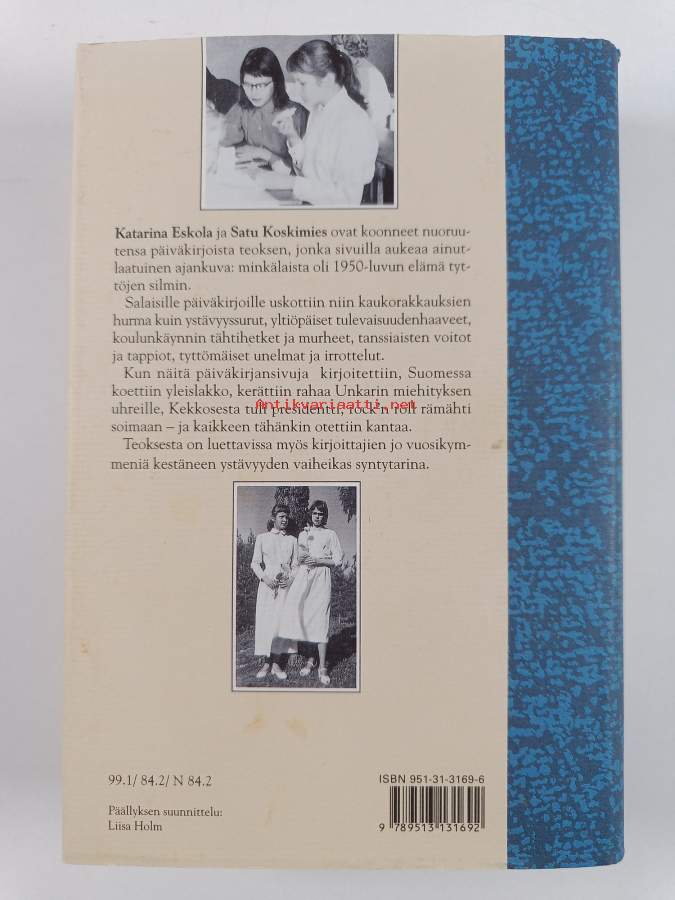 Katarina Eskola ja Satu Koskimies ovat koonneet nuoruu-
tensa päiväkirjoista teoksen, jonka sivuilla aukeaa ainut-
laatuinen ajankuva: minkälaista oli 1950-luvun elämä tyt-
töjen silmin.
Salaisille päiväkirjoille uskottiin niin kaukorakkauksien
hurma kuin ystävyyssurut, yltiöpäiset tulevaisuudenhaaveet,
koulunkäynnin tähtihetket ja murheet, tanssiaisten voitot
ja tappiot, tyttömäiset unelmat ja irrottelut.
Kun näitä päiväkirjansivuja kirjoitettiin, Suomessa
koettiin yleislakko, kerättiin rahaa Unkarin miehityksen
uhreille, Kekkosesta tuli presidentti, rock'n roll rämähti
Antikvariaatti.net
soimaan – ja kaikkeen tähänkin otettiin kantaa.
Teoksesta on luettavissa myös kirjoittajien jo vuosikym-
meniä kestäneen ystävyyden vaiheikas syntytarina.
99.1/ 84.2/ N 84.2
Päällyksen suunnittelu:
Liisa Holm
ISBN 951-31-3169-6
9 789513 131692